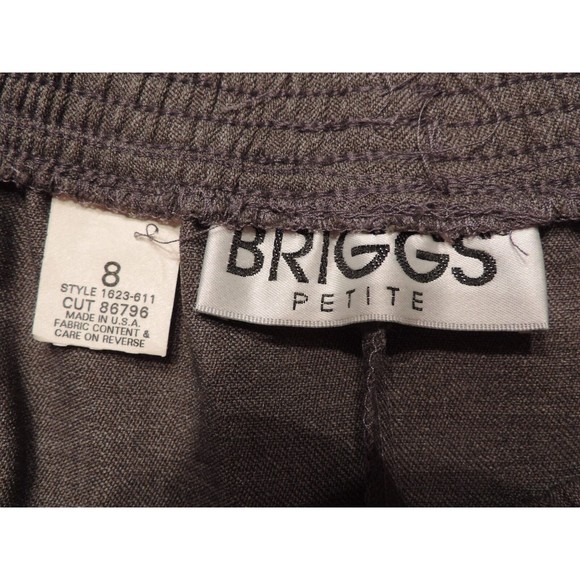 8
STYLE 1623-611
CUT 86796
MADE IN U.S.A.
FABRIC CONTENT &
CARE ON REVERSE
BRIGGS
PETITE